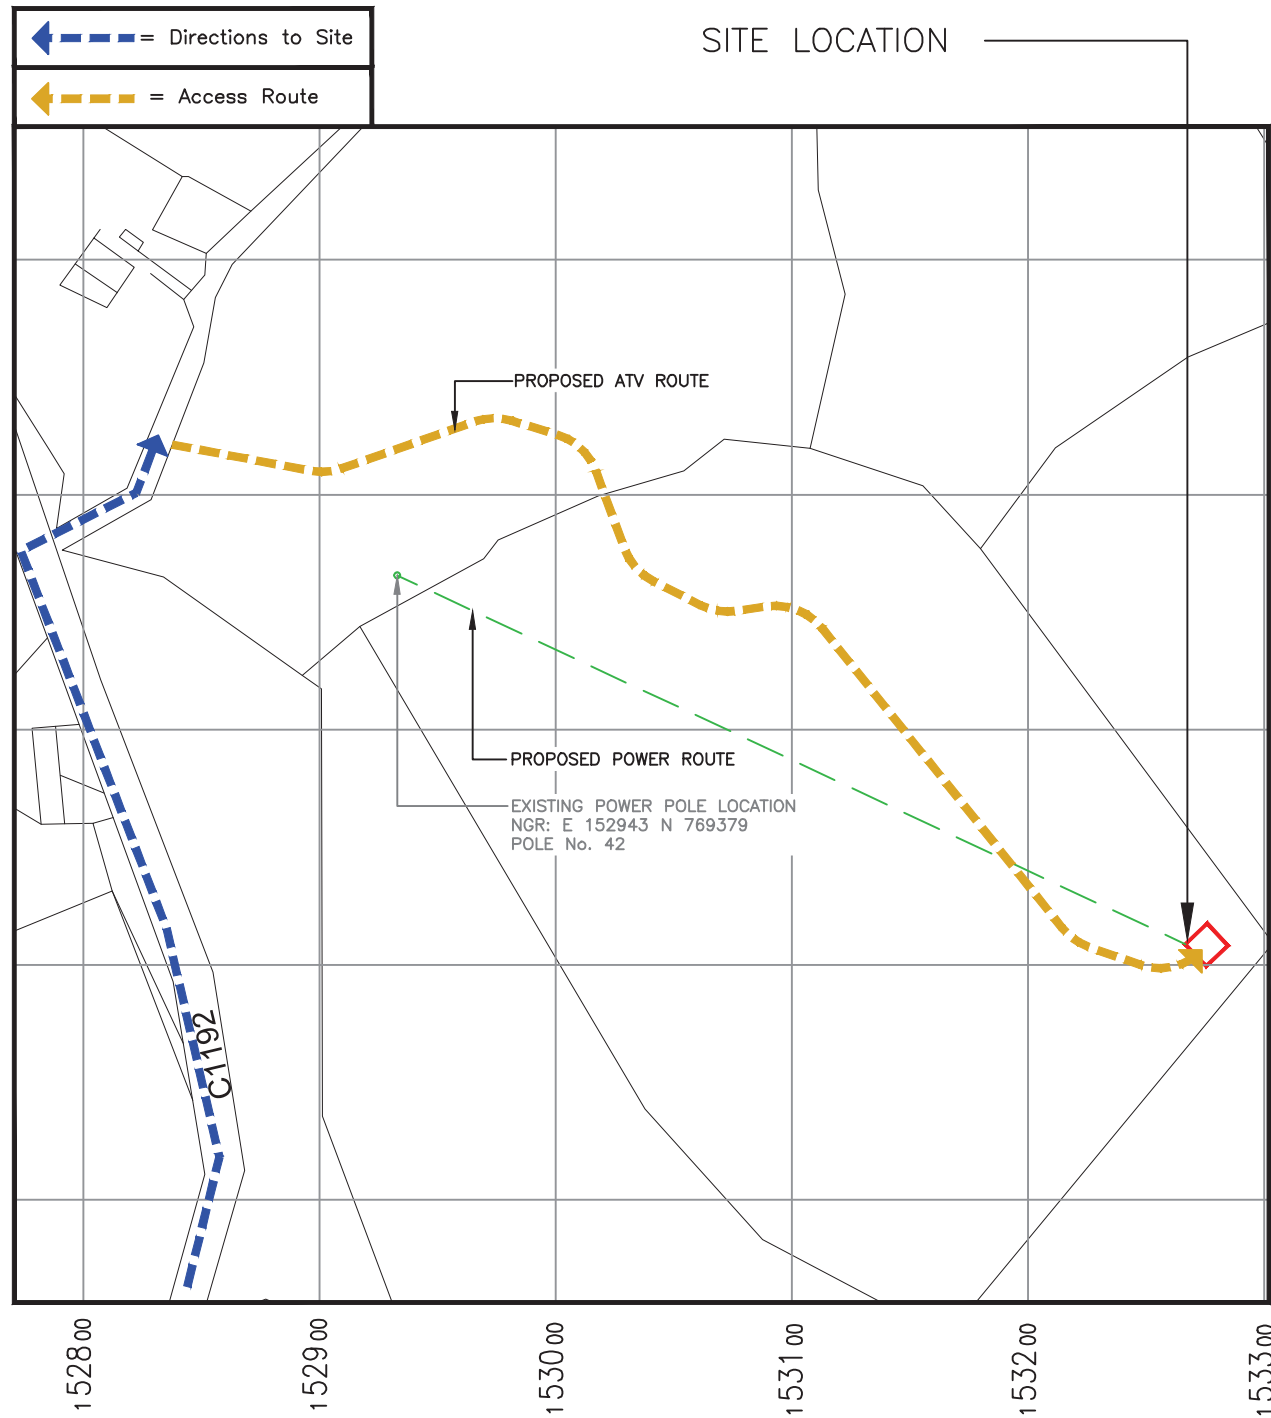 = Directions to Site
SITE LOCATION
= Access Route
PROPOSED ATV ROUTE
PROPOSED POWER ROUTE
EXISTING POWER POLE LOCATION
NGR: E 152943 N 769379
POLE No. 42
C1192
152800
152900
153000
153100
153200
153300